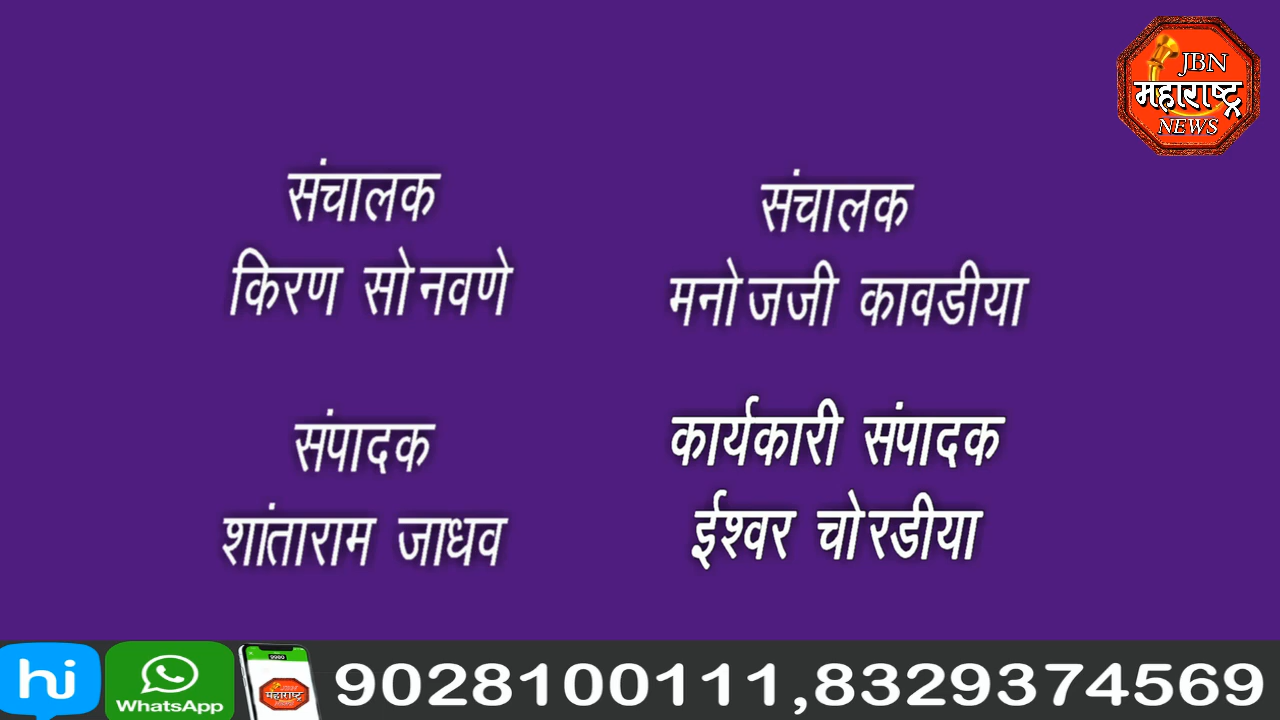 JBN
महाराष्ट्र
NEWS
संचालक
किरण सोनवणे
संचालक
मनोजजी कावडीया
संपादक
शांताराम जाधव
कार्यकारी संपादक
ईश्वर चोरडीया
hi
WhatsApp
महाराष्ट्र
9028100111,8329374569